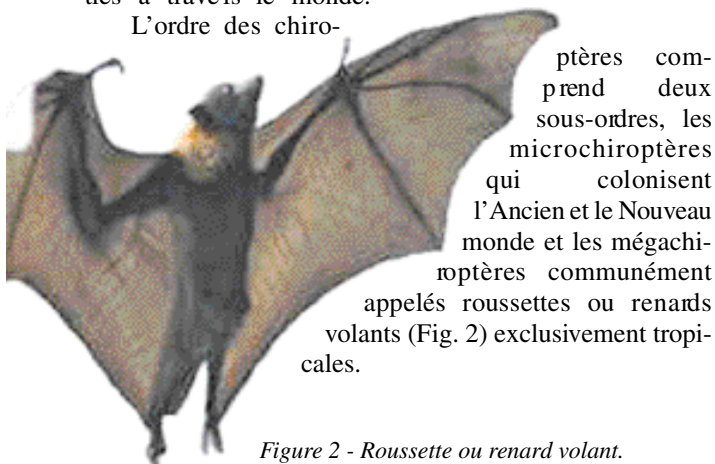 L'ordre des chiro-
ptères com-
prend deux
sous-ordres, les
microchiroptères
qui colonisent
l'Ancien et le Nouveau
monde et les mégachi-
roptères communément
appelés roussettes ou renards
volants (Fig. 2) exclusivement tropi-
cales.
Figure 2 - Roussette ou renard volant.